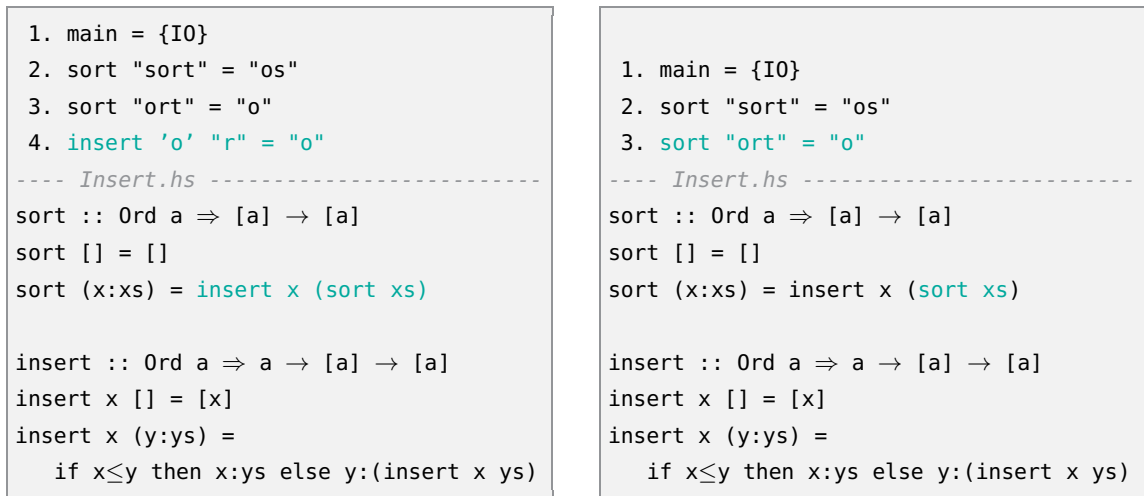 1. main = {IO}
2. sort "sort" = "os"
3. sort "ort" = "o"
4. insert ’o’ "r" = "o"
---- Insert.hs --------------------------
sort :: Ord a ⇒ [a] → [a]
sort [] = []
sort (x:xs) = insert x (sort xs)
insert :: Ord a ⇒ a → [a] → [a]
insert x [] = [x]
insert x (y:ys) =
if x≤y then x:ys else y:(insert x ys)
1. main = {IO}
2. sort "sort" = "os"
3. sort "ort" = "o"
---- Insert.hs --------------------------
sort :: Ord a ⇒ [a] → [a]
sort [] = []
sort (x:xs) = insert x (sort xs)
insert :: Ord a ⇒ a → [a] → [a]
insert x [] = [x]
insert x (y:ys) =
if x≤y then x:ys else y:(insert x ys)